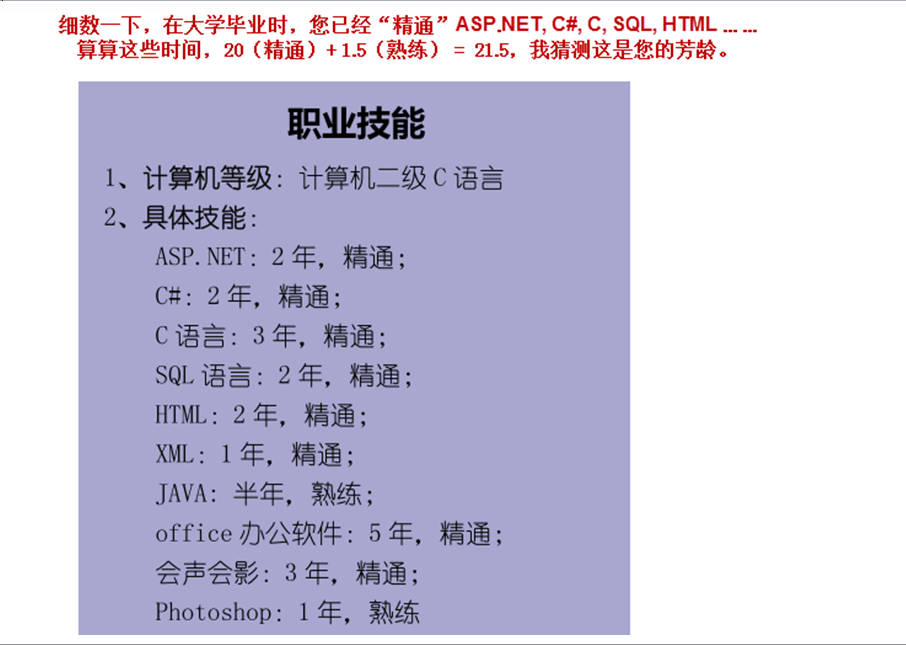 细数一下，在大学毕业时，您已经“精通”ASP.NET, C#, C, SQL, HTML ... ...
算算这些时间，20（精通）+ 1.5（熟练） = 21.5，我猜测这是您的芳龄。
职业技能
1、计算机等级：计算机二级 C 语言
2、具体技能：
ASP.NET：2 年，精通；
C#：2 年，精通；
C 语言：3 年，精通；
SQL 语言：2 年，精通；
HTML：2 年，精通；
XML：1 年，精通；
JAVA：半年，熟练；
office 办公软件：5 年，精通；
会声会影：3 年，精通；
Photoshop：1 年，熟练